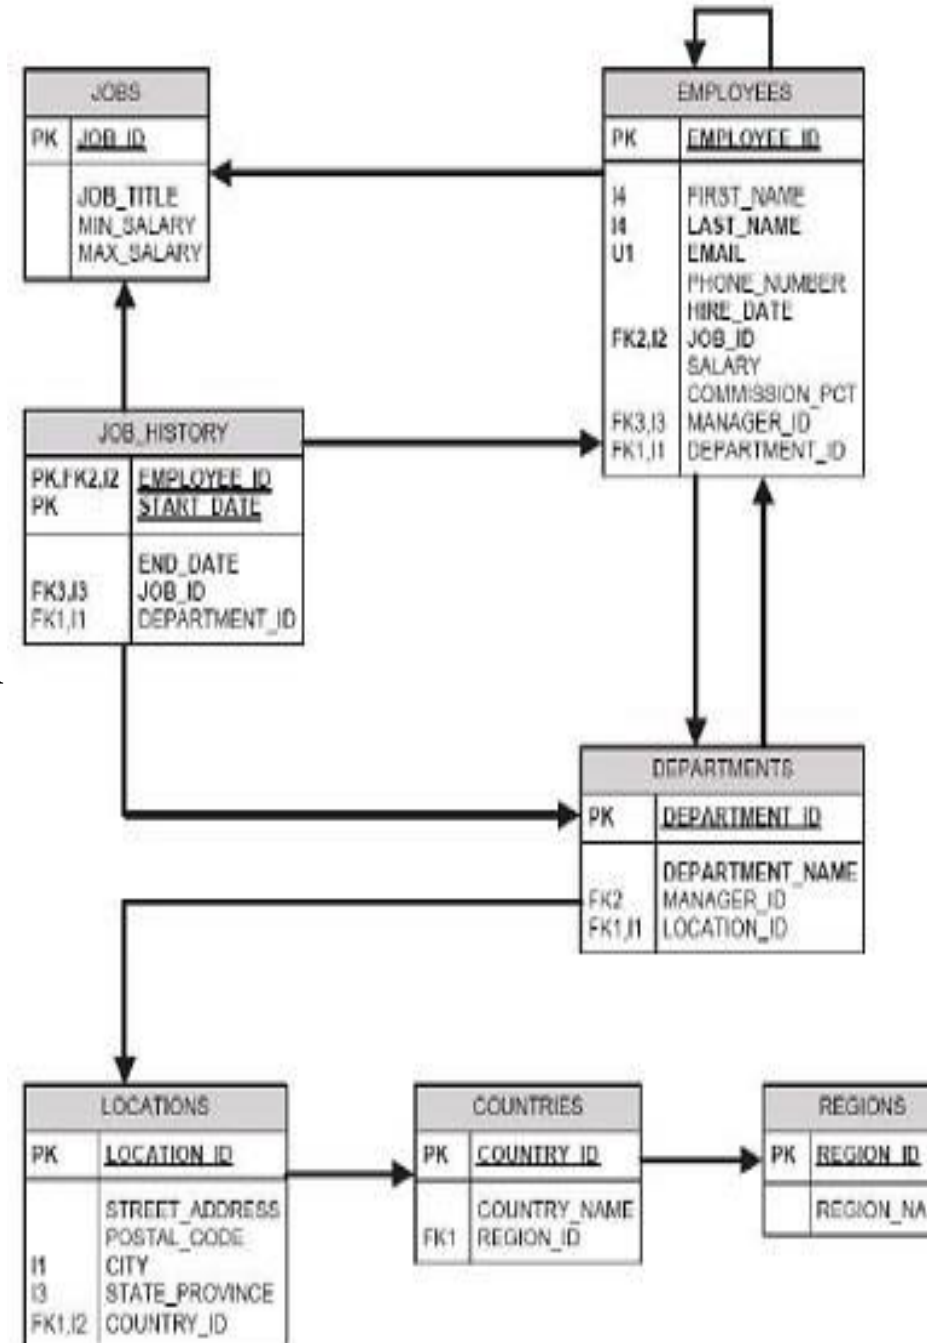 JOBS
PK JOB_ID
JOB_TITLE
MIN_SALARY
MAX_SALARY
EMPLOYEES
PK EMPLOYEE_ID
I4 FIRST_NAME
I4 LAST_NAME
U1 EMAIL
PHONE_NUMBER
HIRE_DATE
FK2,I2 JOB_ID
SALARY
COMMISSION_PCT
FK3,I3 MANAGER_ID
FK1,I1 DEPARTMENT_ID
JOB_HISTORY
PK,FK2,I2 EMPLOYEE_ID
PK START_DATE
END_DATE
FK3,I3 JOB_ID
FK1,I1 DEPARTMENT_ID
DEPARTMENTS
PK DEPARTMENT_ID
DEPARTMENT_NAME
FK2 MANAGER_ID
FK1,I1 LOCATION_ID
LOCATIONS
PK LOCATION_ID
STREET_ADDRESS
POSTAL_CODE
I1 CITY
I3 STATE_PROVINCE
FK1,I2 COUNTRY_ID
COUNTRIES
PK COUNTRY_ID
COUNTRY_NAME
FK1 REGION_ID
REGIONS
PK REGION_ID
REGION_NA